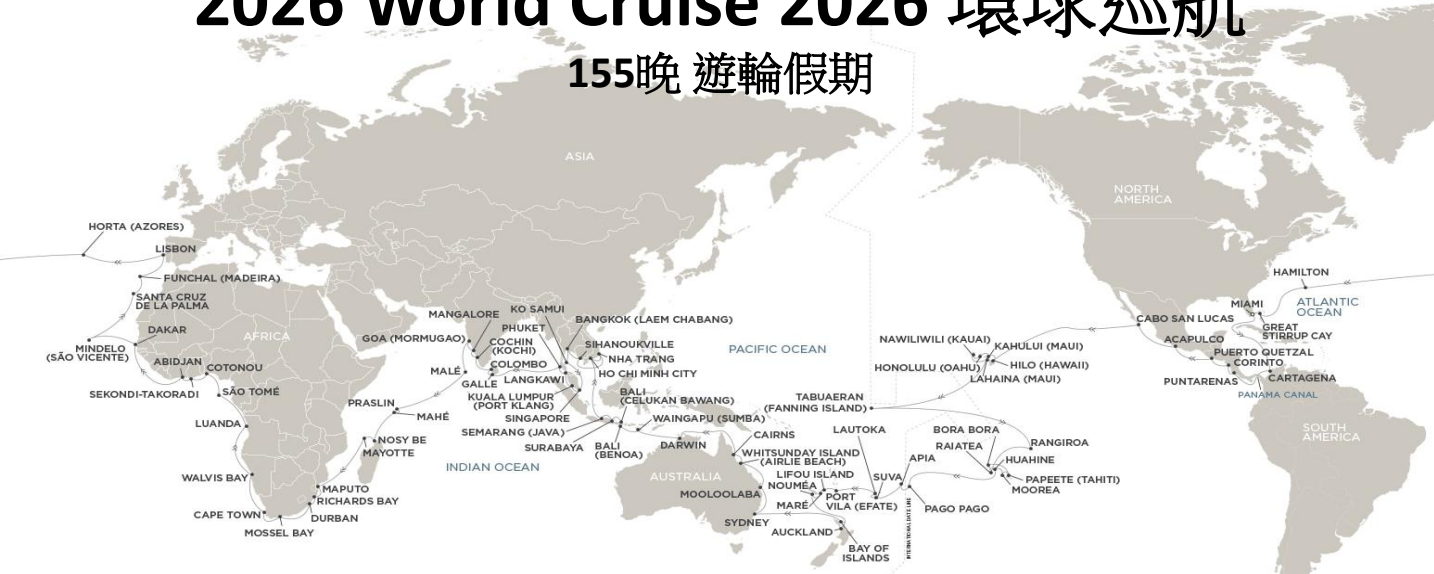 2026 World Cruise 2026 環球巡航
155晚 遊輪假期
ASIA
NORTH
AMERICA
HORTA (AZORES)
LISBON
FUNCHAL (MADEIRA)
SANTA CRUZ
DE LA PALMA
DAKAR
AFRICA
MINDELO
(SÃO VICENTE)
ABIDJAN
COTONOU
SEKONDI-TAKORADI
SÃO TOMÉ
LUANDA
WALVIS BAY
CAPE TOWN
MOSSEL BAY
DURBAN
RICHARDS BAY
MAPUTO
MAYOTTE
NOSY BE
MAHÉ
PRASLIN
MALÉ
GOA (MORMUGAO)
MANGALORE
COCHIN
(KOCHI)
COLOMBO
GALLE
PHUKET
LANGKAWI
KUALA LUMPUR
(PORT KLANG)
SINGAPORE
KO SAMUI
BANGKOK (LAEM CHABANG)
SIHANOUKVILLE
NHA TRANG
HO CHI MINH CITY
SEMARANG (JAVA)
SURABAYA
BALI
(CELUKAN BAWANG)
BALI
(BENOA)
WAINGAPU (SUMBA)
DARWIN
INDIAN OCEAN
AUSTRALIA
CAIRNS
WHITSUNDAY ISLAND
(AIRLIE BEACH)
MOOLOOLABA
SYDNEY
LIFOU ISLAND
NOUMÉA
MARÉ
PORT
VILA (EFATE)
AUCKLAND
BAY OF
ISLANDS
LAUTOKA
SUVA
APIA
PAGO PAGO
INTERNATIONAL DATE LINE
TABUAERAN
(FANNING ISLAND)
PACIFIC OCEAN
BORA BORA
RAIATEA
RANGIROA
HUAHINE
PAPEETE (TAHITI)
MOOREA
NAWILIWILI (KAUAI)
HONOLULU (OAHU)
KAHULUI (MAUI)
HILO (HAWAII)
LAHAINA (MAUI)
CABO SAN LUCAS
ACAPULCO
PUERTO QUETZAL
CORINTO
PUNTARENAS
CARTAGENA
PANAMA CANAL
HAMILTON
MIAMI
ATLANTIC
OCEAN
GREAT
STIRRUP CAY
SOUTH
AMERICA